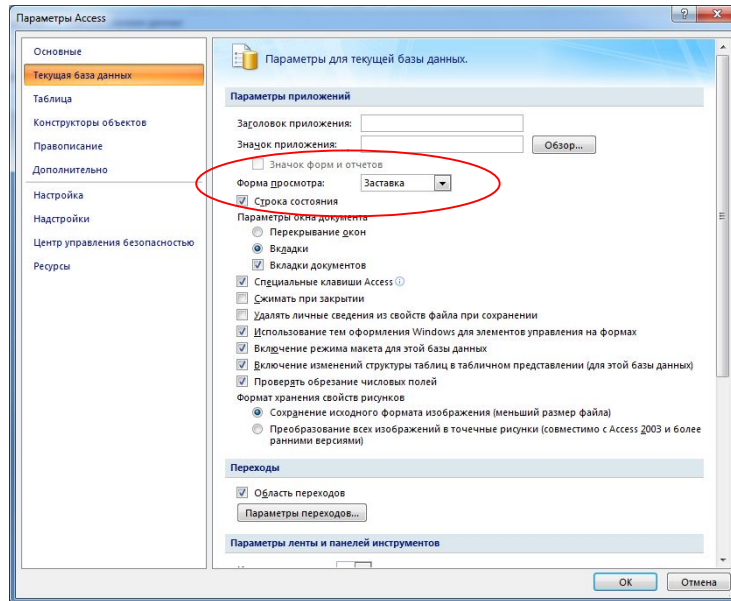 Параметры Access
Основные
Текущая база данных
Таблица
Конструкторы объектов
Правописание
Дополнительно
Настройка
Надстройки
Центр управления безопасностью
Ресурсы
Параметры для текущей базы данных.
Параметры приложений
Заголовок приложения:
Значок приложения:
Обзор...
Значок форм и отчетов
Форма просмотра: Заставка
Строка состояния
Параметры окна документа
Перекрывание окон
Вкладки
Вкладки документов
Специальные клавиши Access
Сжимать при закрытии
Удалять личные сведения из свойств файла при сохранении
Использование тем оформления Windows для элементов управления на формах
Включение режима макета для этой базы данных
Включение изменений структуры таблиц в табличном представлении (для этой базы данных)
Проверять обрезание числовых полей
Формат хранения свойств рисунков
Сохранение исходного формата изображения (меньший размер файла)
Преобразование всех изображений в точечные рисунки (совместимо с Access 2003 и более
ранними версиями)
Переходы
Область переходов
Параметры переходов...
Параметры ленты и панелей инструментов
ОК
Отмена